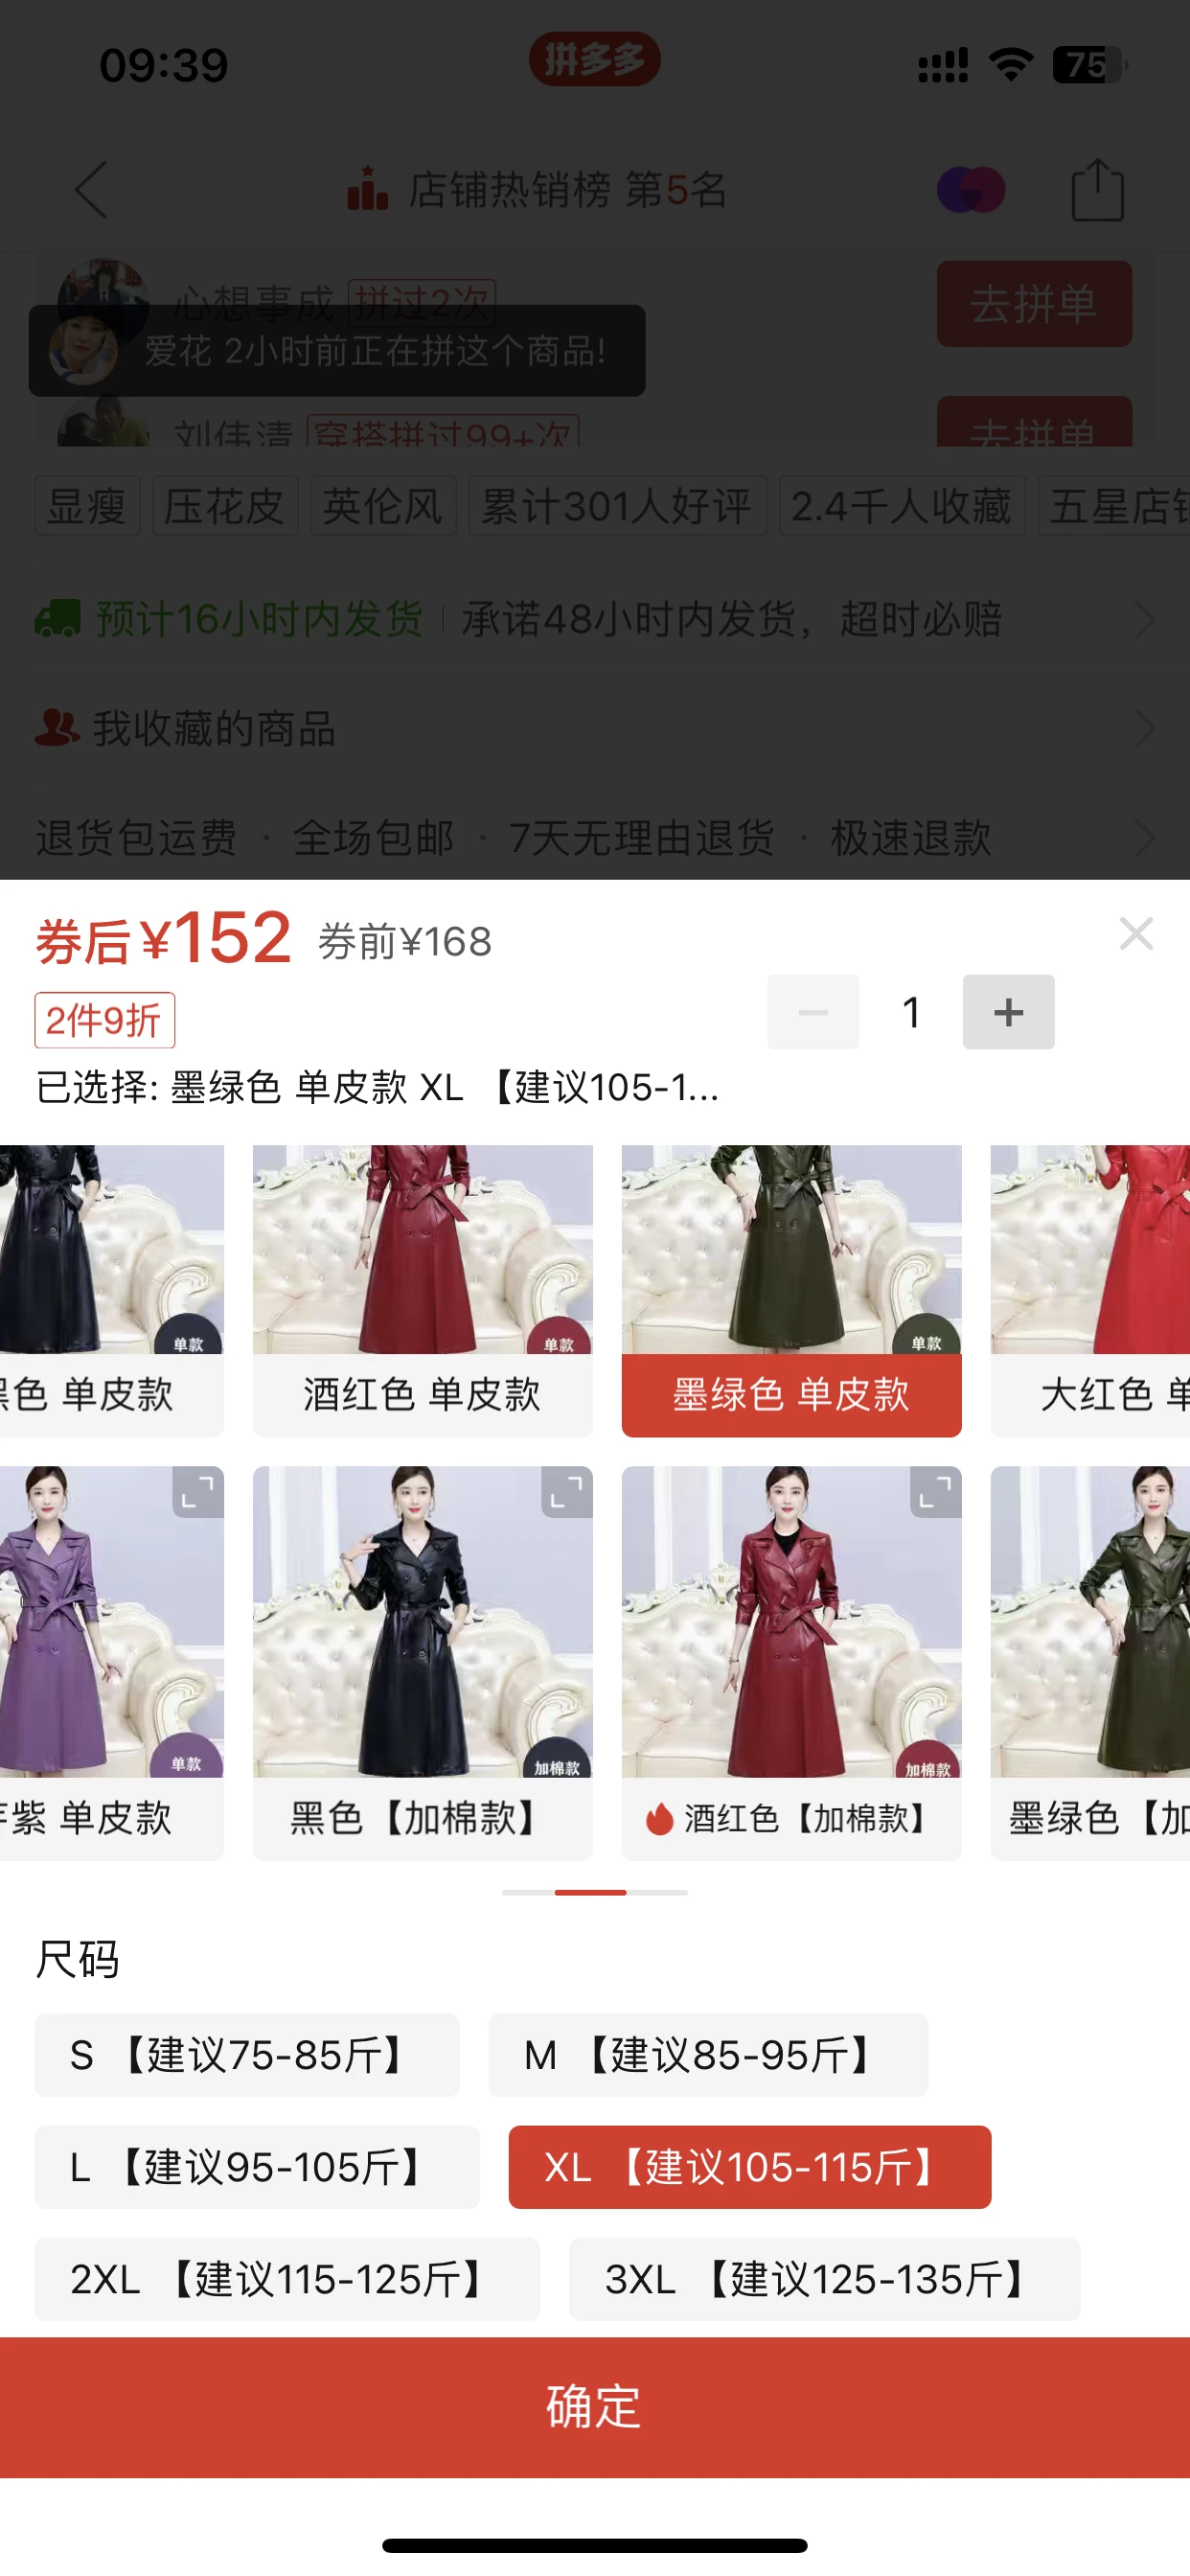 09:39
拼多多
75
店铺热销榜 第5名
心想事成 拼过2次
去拼单
爱花 2小时前正在拼这个商品!
刘伟清 穿搭拼过99+次
去拼单
显瘦 压花皮 英伦风 累计301人好评 2.4千人收藏 五星店
预计16小时内发货 承诺48小时内发货，超时必赔
我收藏的商品
退货包运费 · 全场包邮 · 7天无理由退货 · 极速退款
券后¥152 券前¥168
2件9折
1
已选择: 墨绿色 单皮款 XL 【建议105-1...
单款 单款 单款
色 单皮款 酒红色 单皮款 墨绿色 单皮款 大红色 单
单款 加棉款 加棉款
紫 单皮款 黑色【加棉款】 酒红色【加棉款】 墨绿色【加
尺码
S 【建议75-85斤】 M 【建议85-95斤】
L 【建议95-105斤】 XL 【建议105-115斤】
2XL 【建议115-125斤】 3XL 【建议125-135斤】
确定